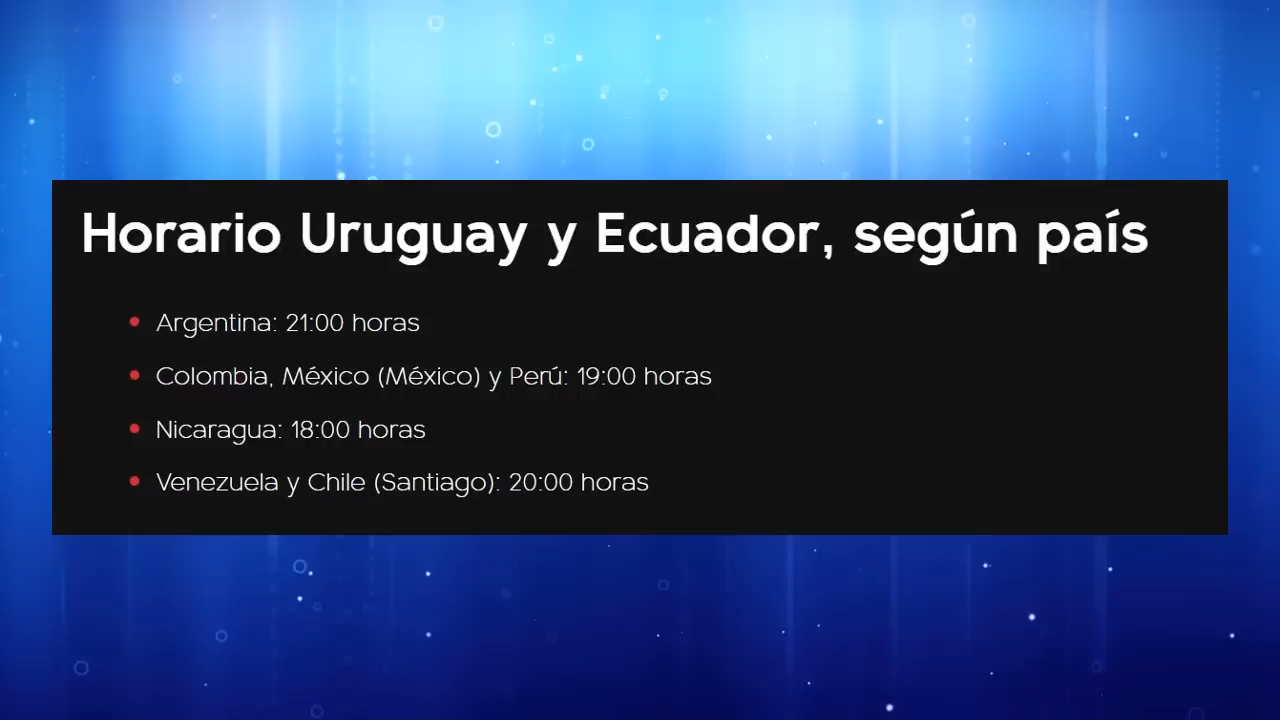 Horario Uruguay y Ecuador, según país
Argentina: 21:00 horas
Colombia, México (México) y Perú: 19:00 horas
Nicaragua: 18:00 horas
Venezuela y Chile (Santiago): 20:00 horas